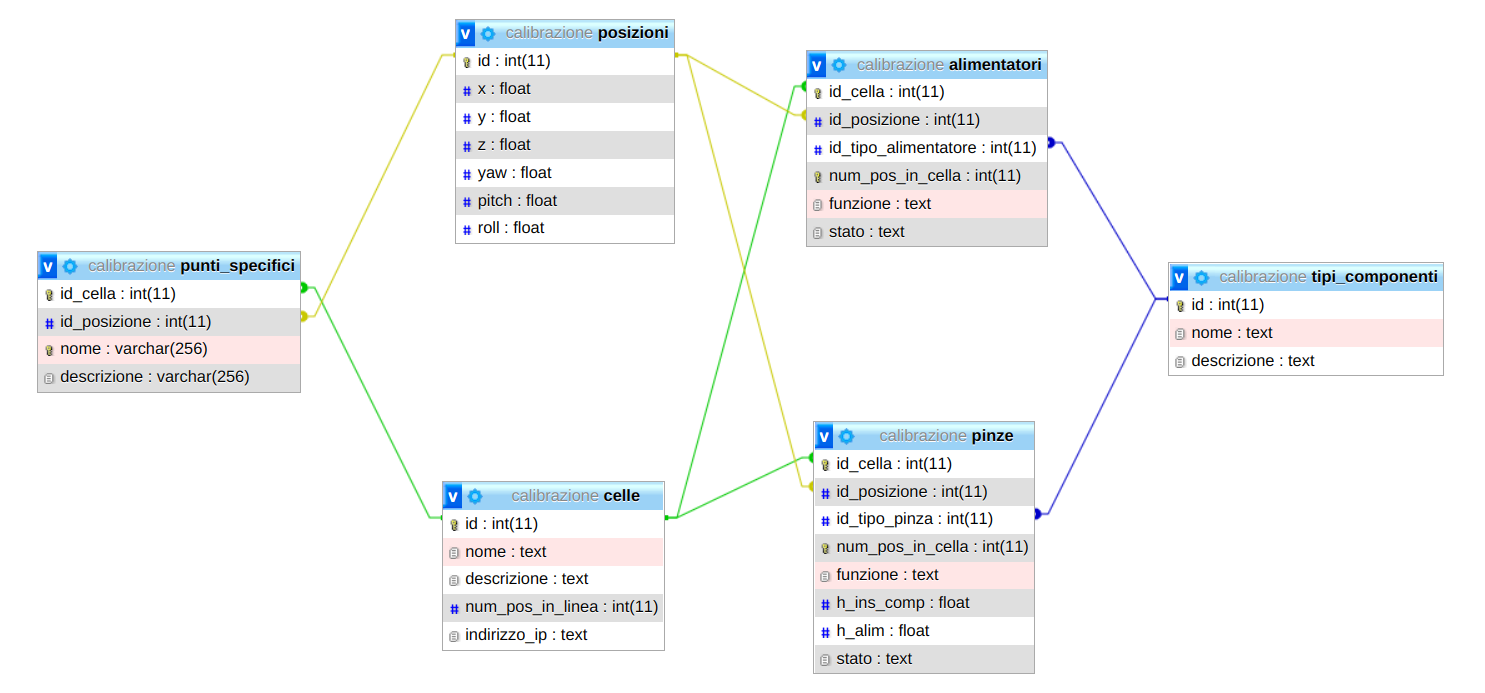 v calibrazione posizioni
id : int(11)
# x : float
# y : float
# z : float
# yaw : float
# pitch : float
# roll : float
v calibrazione alimentatori
id_cella : int(11)
# id_posizione : int(11)
# id_tipo_alimentatore : int(11)
num_pos_in_cella : int(11)
funzione : text
stato : text
v calibrazione punti_specifici
id_cella : int(11)
# id_posizione : int(11)
nome : varchar(256)
descrizione : varchar(256)
v calibrazione tipi_componenti
id : int(11)
nome : text
descrizione : text
v calibrazione celle
id : int(11)
nome : text
descrizione : text
# num_pos_in_linea : int(11)
indirizzo_ip : text
v calibrazione pinze
id_cella : int(11)
# id_posizione : int(11)
# id_tipo_pinza : int(11)
num_pos_in_cella : int(11)
funzione : text
# h_ins_comp : float
# h_alim : float
stato : text